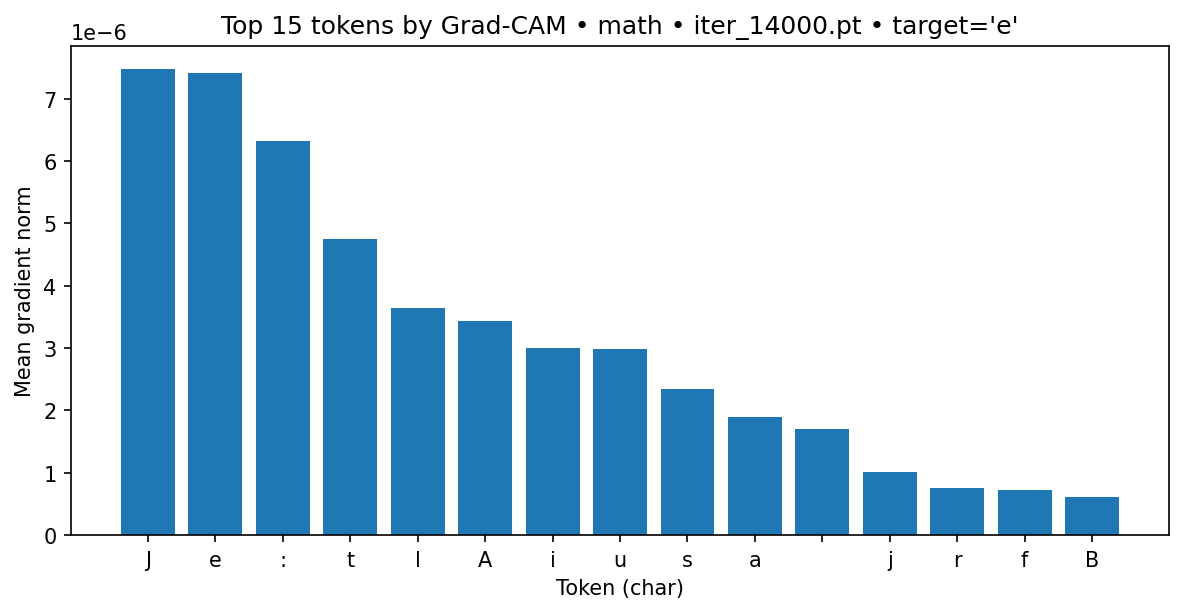 Top 15 tokens by Grad-CAM • math • iter_14000.pt • target='e'
1e−6
7
6
5
4
3
2
1
0
Mean gradient norm
J e : t l A i u s a j r f B
Token (char)